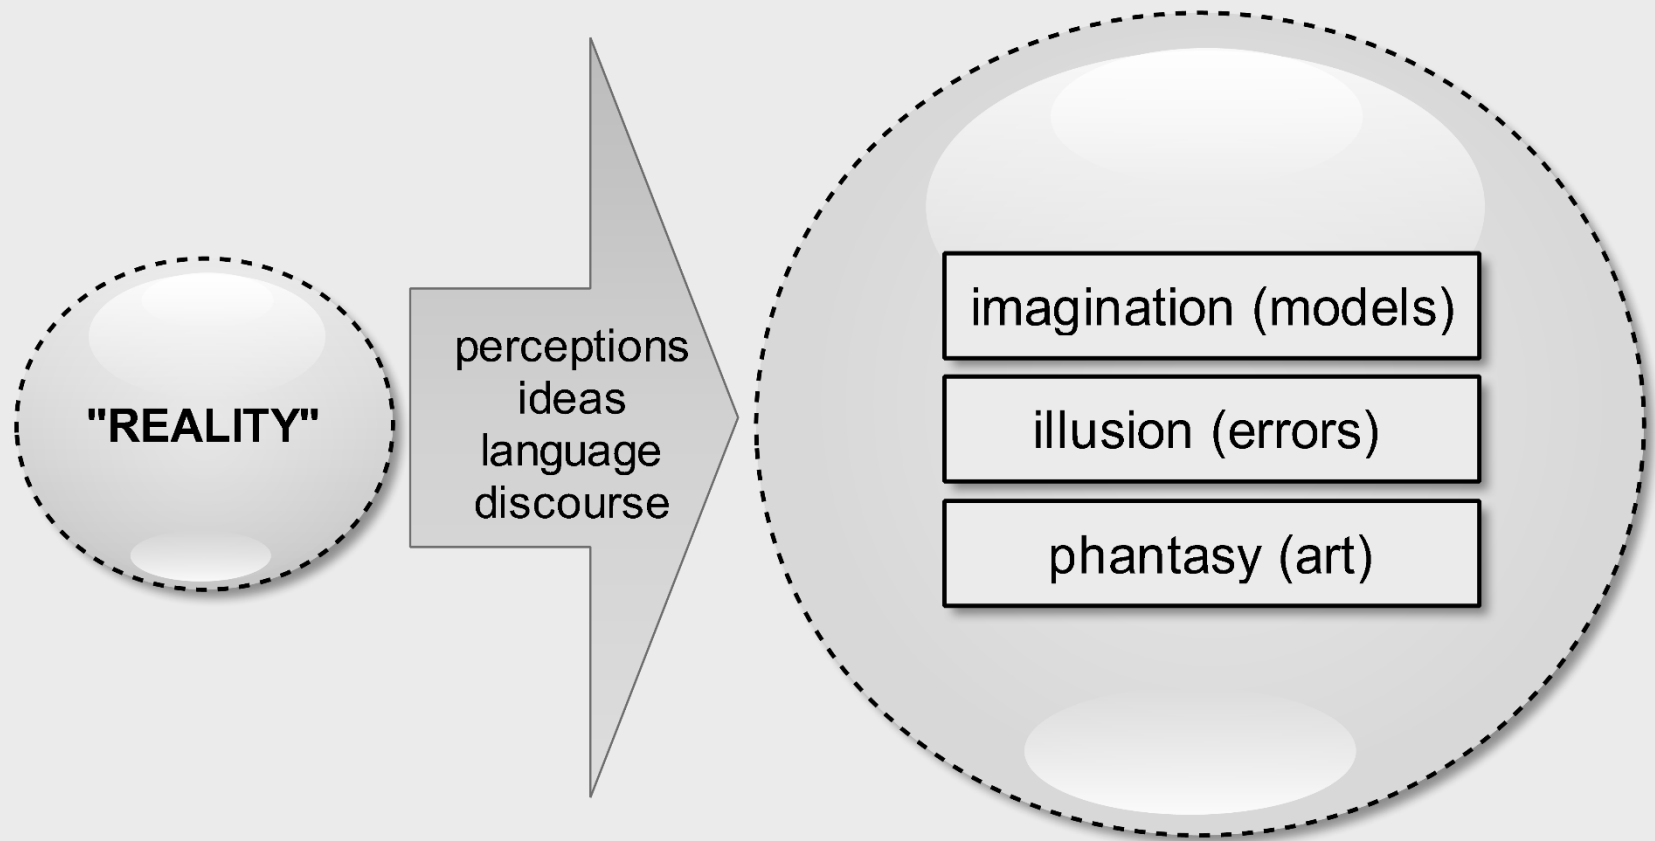 "REALITY"
perceptions
ideas
language
discourse
imagination (models)
illusion (errors)
phantasy (art)